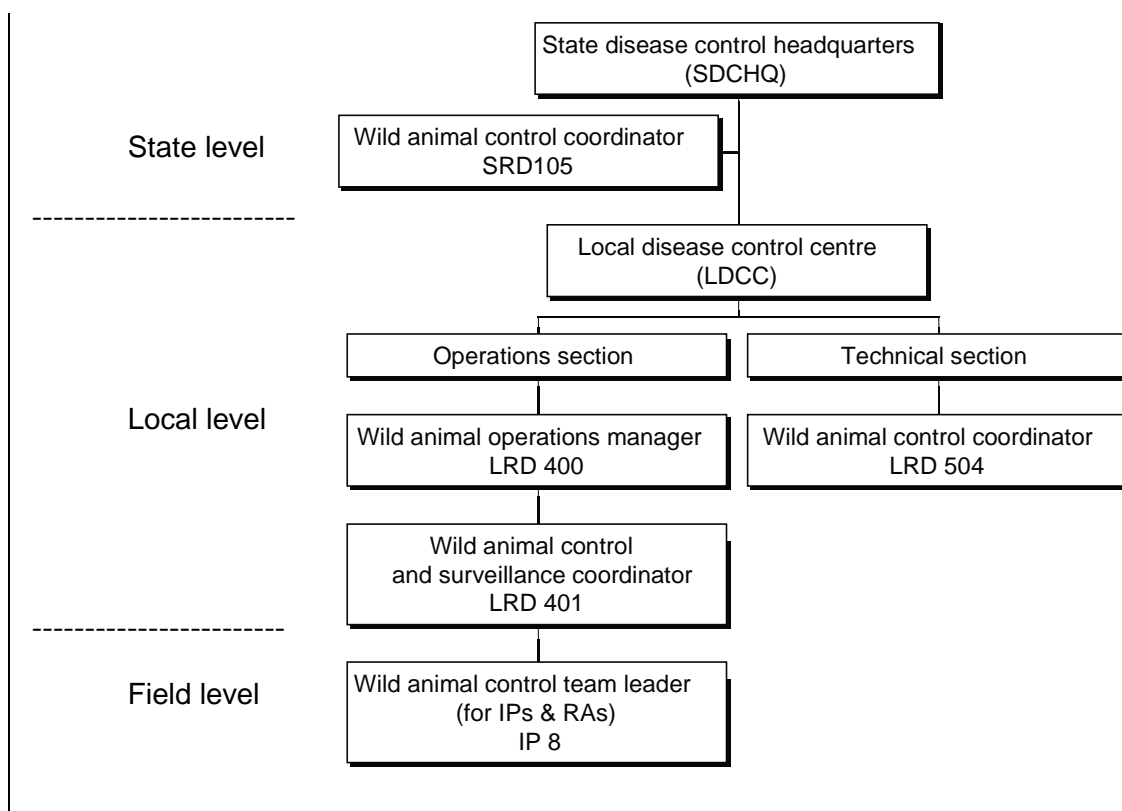 State disease control headquarters
(SDCHQ)
State level
Wild animal control coordinator
SRD105
Local disease control centre
(LDCC)
Operations section
Technical section
Local level
Wild animal operations manager
LRD 400
Wild animal control coordinator
LRD 504
Wild animal control
and surveillance coordinator
LRD 401
Field level
Wild animal control team leader
(for IPs & RAs)
IP 8